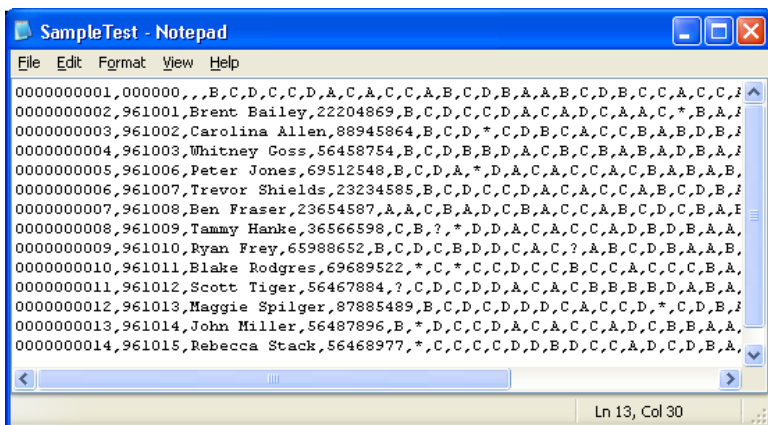 SampleTest - Notepad
File Edit Format View Help
0000000001,000000,,,B,C,D,C,C,D,A,C,A,C,C,A,B,C,D,B,A,A,B,C,D,B,C,C,A,C,C,A
0000000002,961001,Brent Bailey,22204869,B,C,D,C,C,D,A,C,A,D,C,A,A,C,*,B,A,A
0000000003,961002,Carolina Allen,88945864,B,C,D,*,C,D,B,C,A,C,C,B,A,B,D,B,A
0000000004,961003,Whitney Goss,56458754,B,C,D,B,B,D,A,C,B,C,B,A,B,A,D,B,A,A
0000000005,961006,Peter Jones,69512548,B,C,D,A,*,D,A,C,A,C,C,A,C,B,A,B,A,B,
0000000006,961007,Trevor Shields,23234585,B,C,D,C,C,D,A,C,A,C,C,A,B,C,D,B,A
0000000007,961008,Ben Fraser,23654587,A,A,C,B,A,D,C,B,A,C,C,A,B,C,D,C,B,A,B
0000000008,961009,Tammy Hanke,36566598,C,B,?,*,D,D,A,C,A,C,C,A,D,B,D,B,A,A,
0000000009,961010,Ryan Frey,65988652,B,C,D,C,B,D,D,C,A,C,?,A,B,C,D,B,A,A,B,
0000000010,961011,Blake Rodgres,69689522,*,C,*,C,C,D,C,C,B,C,C,A,C,C,C,B,A,
0000000011,961012,Scott Tiger,56467884,?,C,D,C,D,D,A,C,A,C,B,B,B,B,D,A,B,A,
0000000012,961013,Maggie Spilger,87885489,B,C,D,C,D,D,D,C,A,C,C,D,*,C,D,B,A
0000000013,961014,John Miller,56487896,B,*,D,C,C,D,A,C,A,C,C,A,D,C,B,B,A,A,
0000000014,961015,Rebecca Stack,56468977,*,C,C,C,C,D,D,B,D,C,C,A,D,C,D,B,A,
Ln 13, Col 30